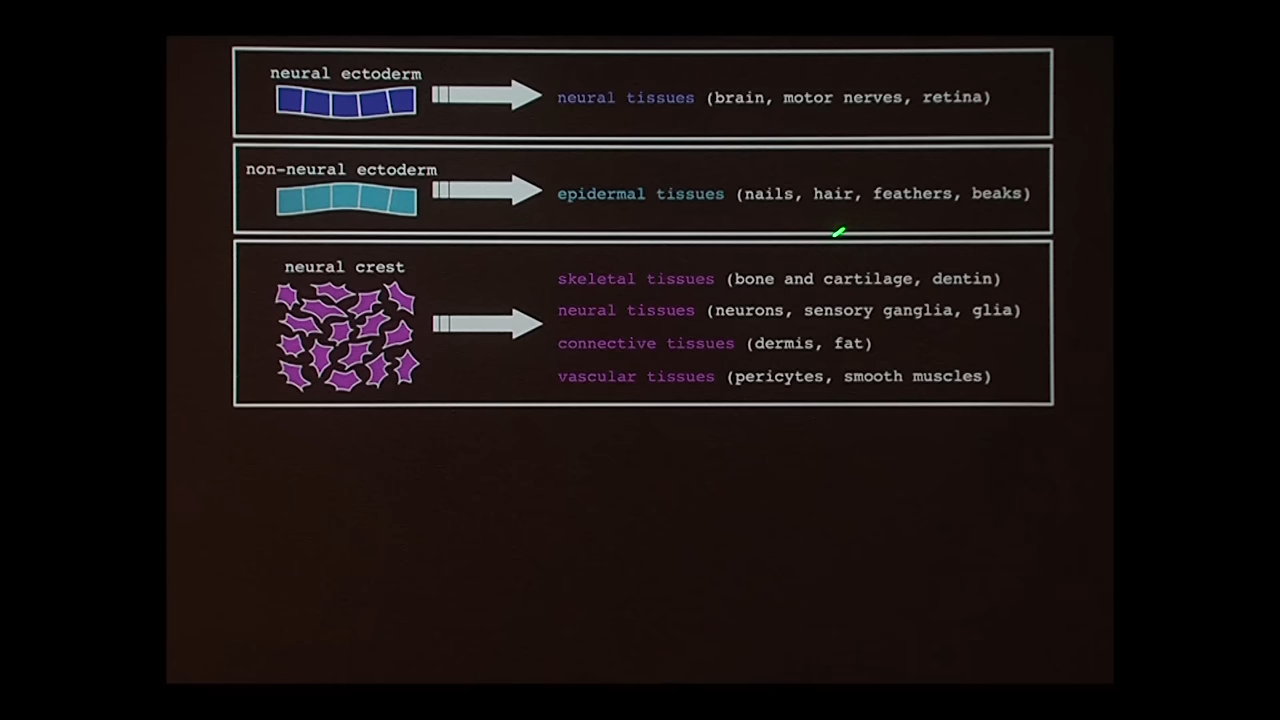 neural ectoderm
neural tissues (brain, motor nerves, retina)
non-neural ectoderm
epidermal tissues (nails, hair, feathers, beaks)
neural crest
skeletal tissues (bone and cartilage, dentin)
neural tissues (neurons, sensory ganglia, glia)
connective tissues (dermis, fat)
vascular tissues (pericytes, smooth muscles)